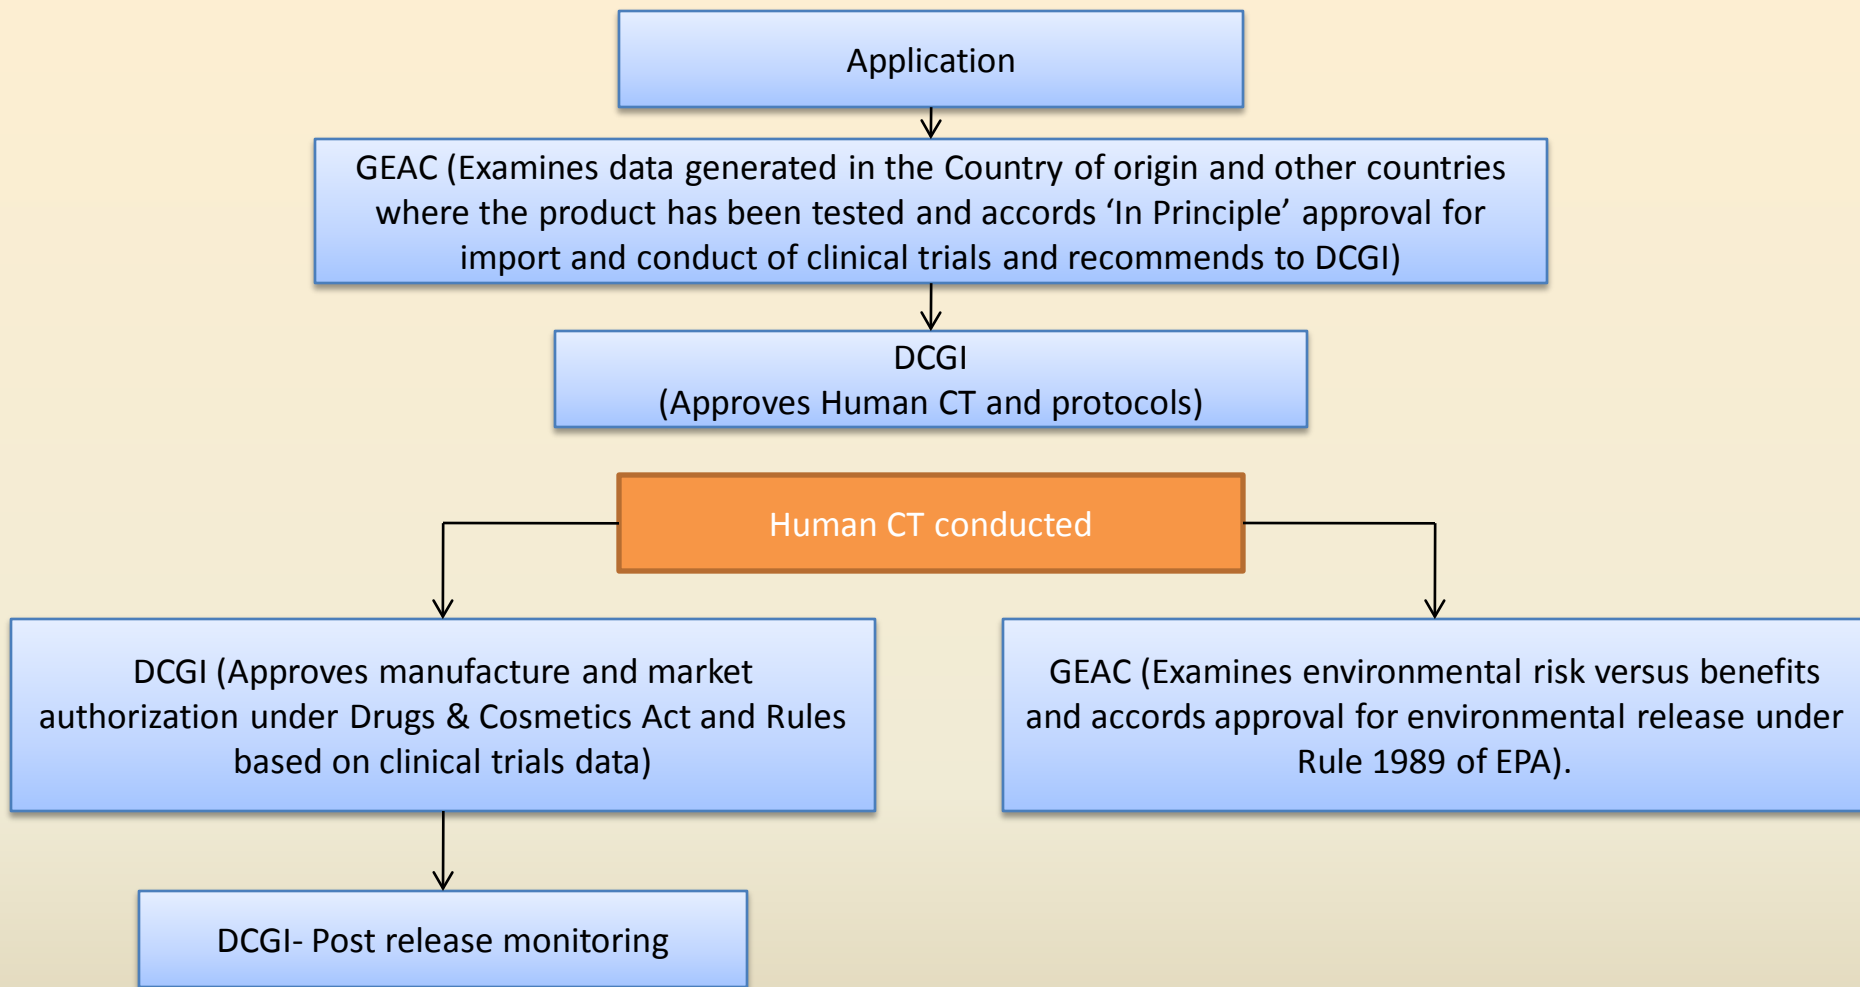 Application
GEAC (Examines data generated in the Country of origin and other countries
where the product has been tested and accords ‘In Principle’ approval for
import and conduct of clinical trials and recommends to DCGI)
DCGI
(Approves Human CT and protocols)
Human CT conducted
DCGI (Approves manufacture and market
authorization under Drugs & Cosmetics Act and Rules
based on clinical trials data)
GEAC (Examines environmental risk versus benefits
and accords approval for environmental release under
Rule 1989 of EPA).
DCGI- Post release monitoring